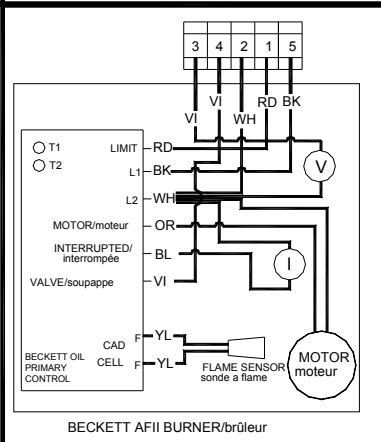 3 4 2 1 5
VI VI WH RD BK
T1
T2
LIMIT RD
L1 BK
L2 WH
V
MOTOR/moteur OR
INTERRUPTED/
interrompée BL
I
VALVE/soupappe VI
CAD F YL
CELL F YL
FLAME SENSOR
sonde a flame
MOTOR
moteur
BECKETT OIL
PRIMARY
CONTROL
BECKETT AFII BURNER/brûleur